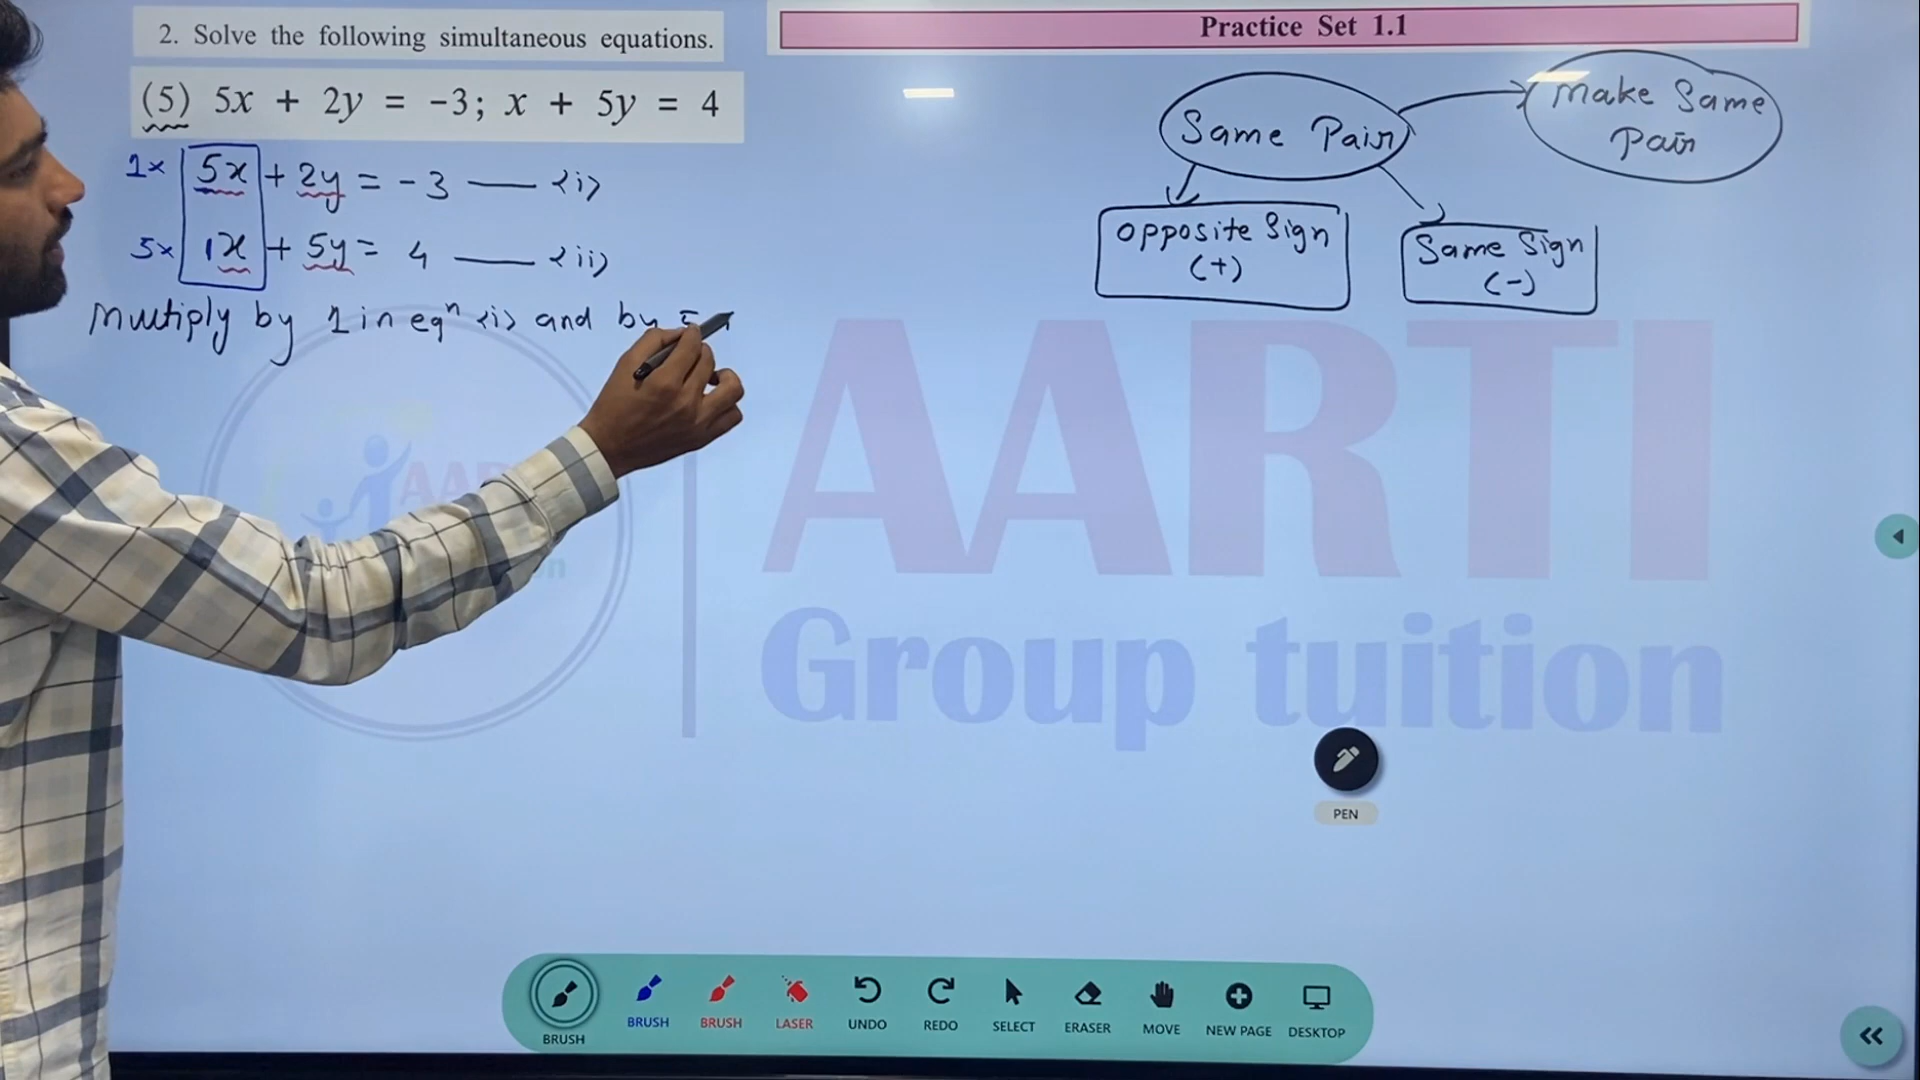 2. Solve the following simultaneous equations.
Practice Set 1.1
(5) 5x + 2y = -3; x + 5y = 4
1x 5x + 2y = -3 —— <i>
5x 1x + 5y = 4 —— <ii>
Multiply by 1 in eqⁿ <i> and by 5
Same Pair
Make Same
Pair
Opposite Sign
(+)
Same Sign
(-)
AARTI
Group tuition
PEN
BRUSH
BRUSH
BRUSH
LASER
UNDO
REDO
SELECT
ERASER
MOVE
NEW PAGE
DESKTOP